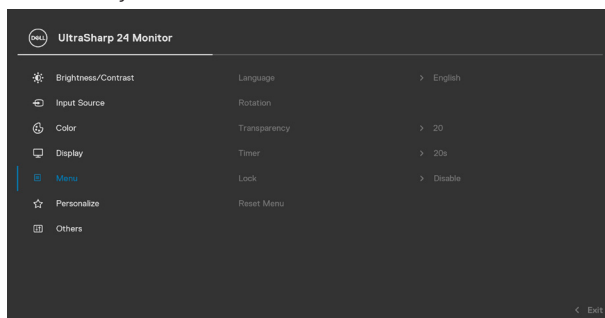 DELL UltraSharp 24 Monitor
Brightness/Contrast Language > English
Input Source Rotation
Color Transparency > 20
Display Timer > 20s
Menu Lock > Disable
Personalize Reset Menu
Others
< Exit